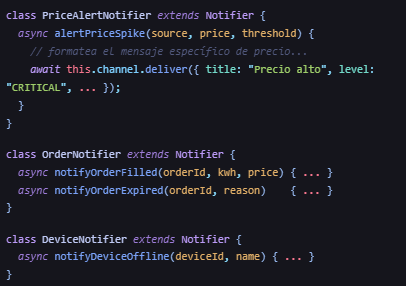 class PriceAlertNotifier extends Notifier {
  async alertPriceSpike(source, price, threshold) {
    // formatea el mensaje específico de precio...
    await this.channel.deliver({ title: "Precio alto", level:
"CRITICAL", ... });
  }
}

class OrderNotifier extends Notifier {
  async notifyOrderFilled(orderId, kwh, price) { ... }
  async notifyOrderExpired(orderId, reason)    { ... }
}

class DeviceNotifier extends Notifier {
  async notifyDeviceOffline(deviceId, name) { ... }
}